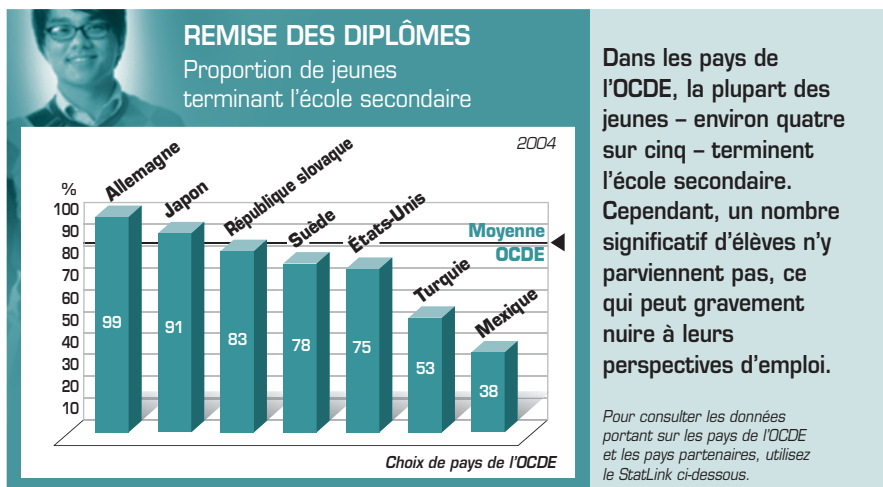 REMISE DES DIPLÔMES
Proportion de jeunes
terminant l'école secondaire
2004
%
100
90
80
70
60
50
40
30
20
10
Allemagne
Japon
République slovaque
Suède
États-Unis
Turquie
Mexique
Moyenne
OCDE
99
91
83
78
75
53
38
Choix de pays de l'OCDE
Dans les pays de
l'OCDE, la plupart des
jeunes – environ quatre
sur cinq – terminent
l'école secondaire.
Cependant, un nombre
significatif d'élèves n'y
parviennent pas, ce
qui peut gravement
nuire à leurs
perspectives d'emploi.
Pour consulter les données
portant sur les pays de l'OCDE
et les pays partenaires, utilisez
le StatLink ci-dessous.